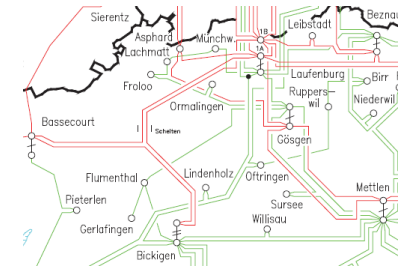 Sierentz
Leibstadt
Beznau
Asphard
Münchw.
1B
Lachmatt
1A
Froloo
Laufenburg
Birr
Ormalingen
Ruppers-
wil
Niederwil
Bassecourt
Schelten
Gösgen
Flumenthal
Lindenholz
Oftringen
Mettlen
Pieterlen
Sursee
Gerlafingen
Willisau
Bickigen